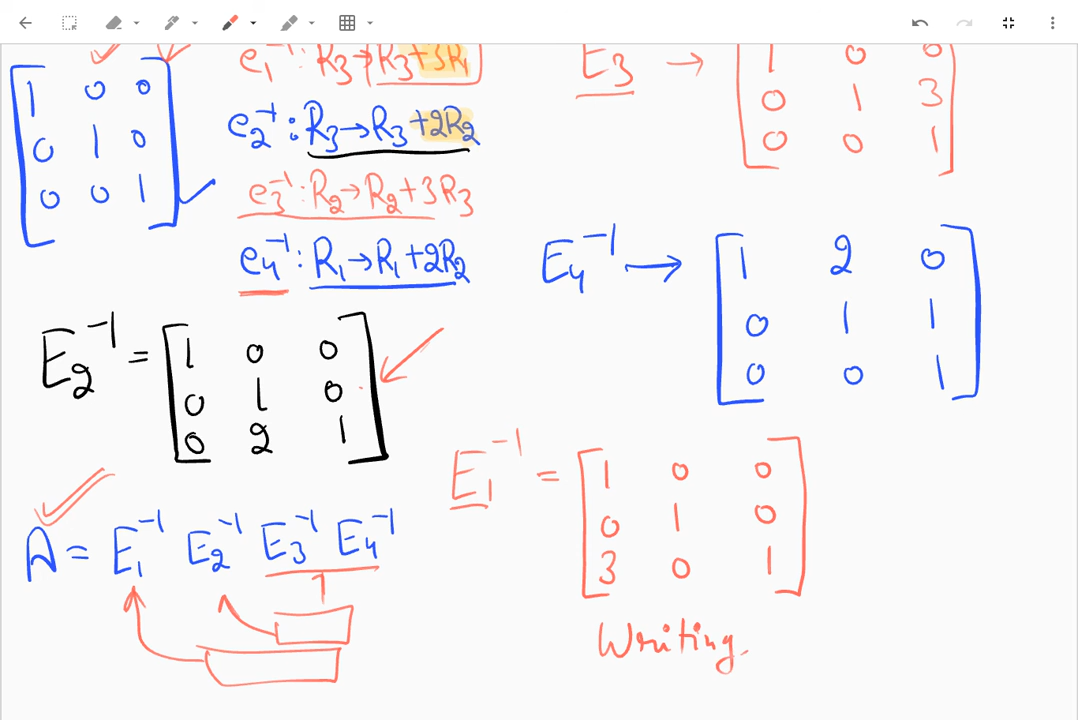 e₁⁻¹ : R₃ → R₃+3R₁
1 0 0
0 1 0
0 0 1
e₂⁻¹ : R₃→R₃+2R₂
e₃⁻¹ : R₂→R₂+3R₃
e₄⁻¹ : R₁→R₁+2R₂
E₃ →
1 0 0
0 1 3
0 0 1
E₄⁻¹ →
1 2 0
0 1 1
0 0 1
E₂⁻¹ =
1 0 0
0 1 0
0 2 1
E₁⁻¹ =
1 0 0
0 1 0
3 0 1
A = E₁⁻¹ E₂⁻¹ E₃⁻¹ E₄⁻¹
Writing.